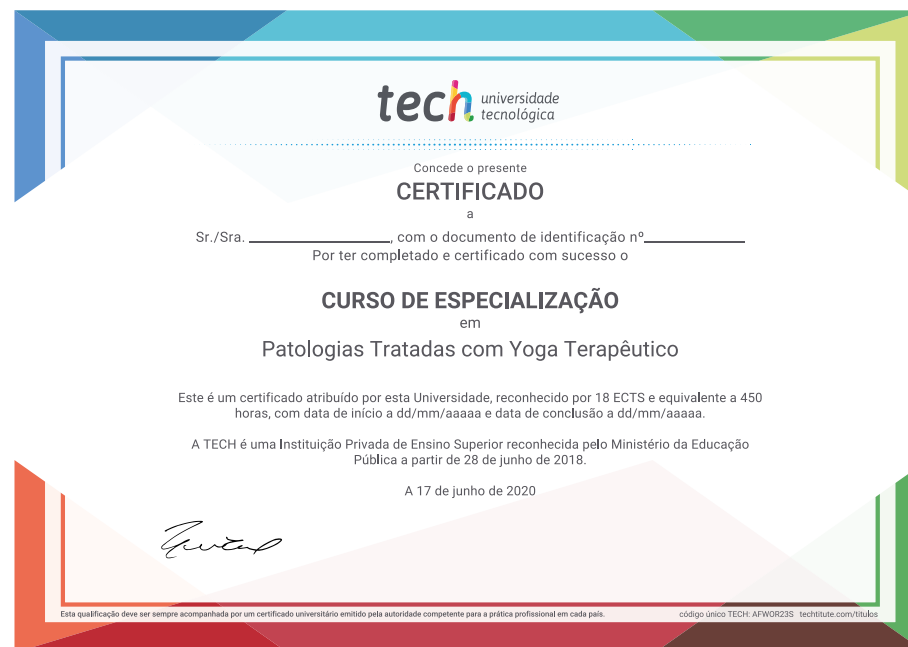 tech universidade
tecnológica
Concede o presente
CERTIFICADO
a
Sr./Sra. ____________, com o documento de identificação nº____________
Por ter completado e certificado com sucesso o
CURSO DE ESPECIALIZAÇÃO
em
Patologias Tratadas com Yoga Terapêutico
Este é um certificado atribuído por esta Universidade, reconhecido por 18 ECTS e equivalente a 450
horas, com data de início a dd/mm/aaaaa e data de conclusão a dd/mm/aaaaa.
A TECH é uma Instituição Privada de Ensino Superior reconhecida pelo Ministério da Educação
Pública a partir de 28 de junho de 2018.
A 17 de junho de 2020
Esta qualificação deve ser sempre acompanhada por um certificado universitário emitido pela autoridade competente para a prática profissional em cada país.
código único TECH: AFWOR23S techtitute.com/titulos